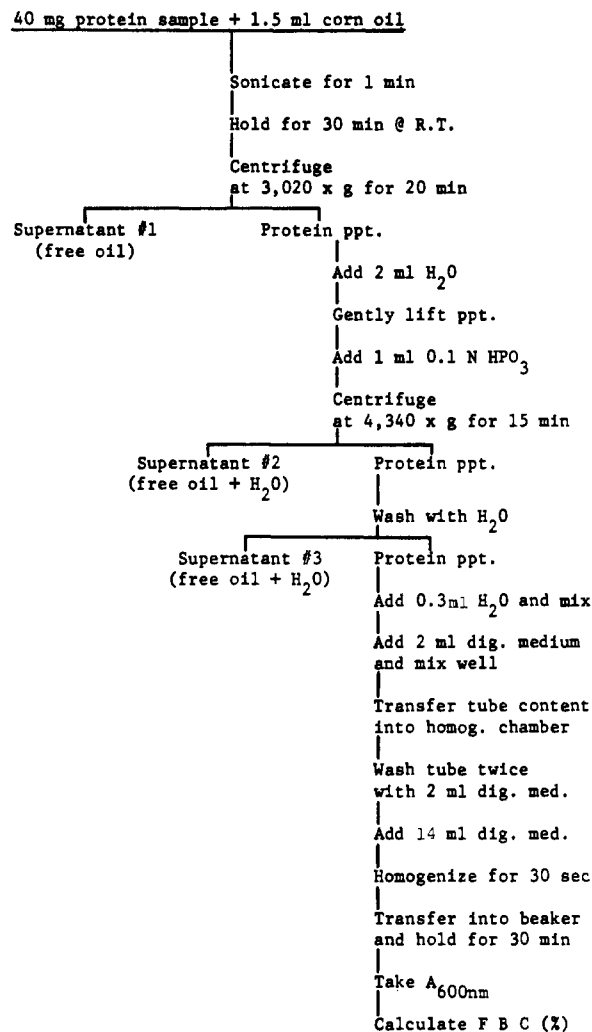 40 mg protein sample + 1.5 ml corn oil
Sonicate for 1 min
Hold for 30 min @ R.T.
Centrifuge
at 3,020 x g for 20 min
Supernatant #1
(free oil)
Protein ppt.
Add 2 ml H2O
Gently lift ppt.
Add 1 ml 0.1 N HPO3
Centrifuge
at 4,340 x g for 15 min
Supernatant #2
(free oil + H2O)
Protein ppt.
Wash with H2O
Supernatant #3
(free oil + H2O)
Protein ppt.
Add 0.3ml H2O and mix
Add 2 ml dig. medium
and mix well
Transfer tube content
into homog. chamber
Wash tube twice
with 2 ml dig. med.
Add 14 ml dig. med.
Homogenize for 30 sec
Transfer into beaker
and hold for 30 min
Take A600nm
Calculate F B C (%)